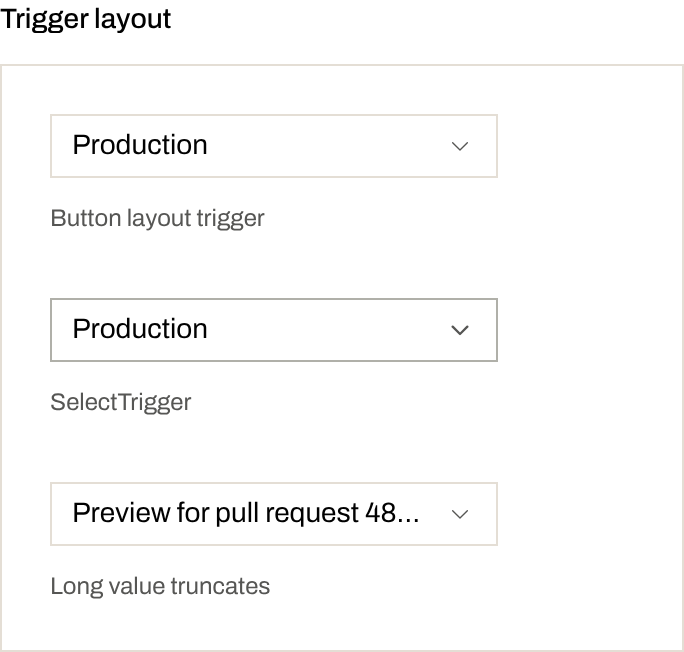 Trigger layout
Production
Button layout trigger
Production
SelectTrigger
Preview for pull request 48...
Long value truncates